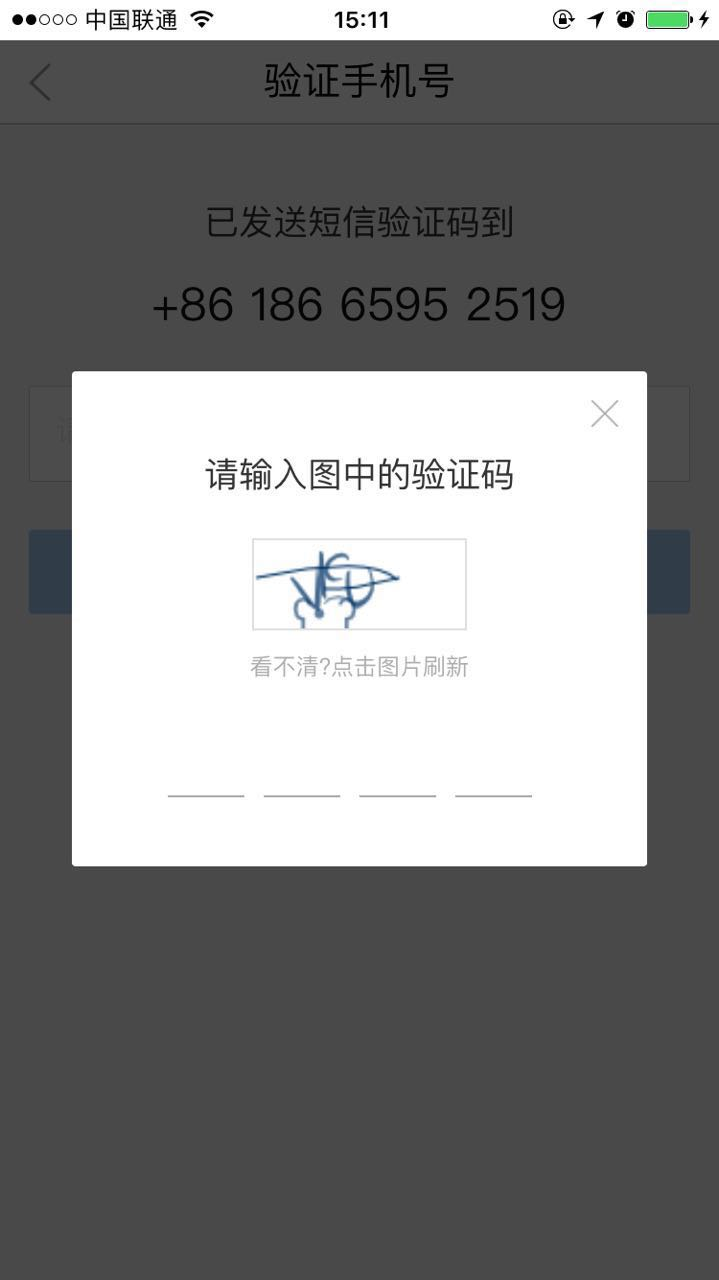 中国联通 15:11
验证手机号
已发送短信验证码到
+86 186 6595 2519
请输入图中的验证码
看不清?点击图片刷新